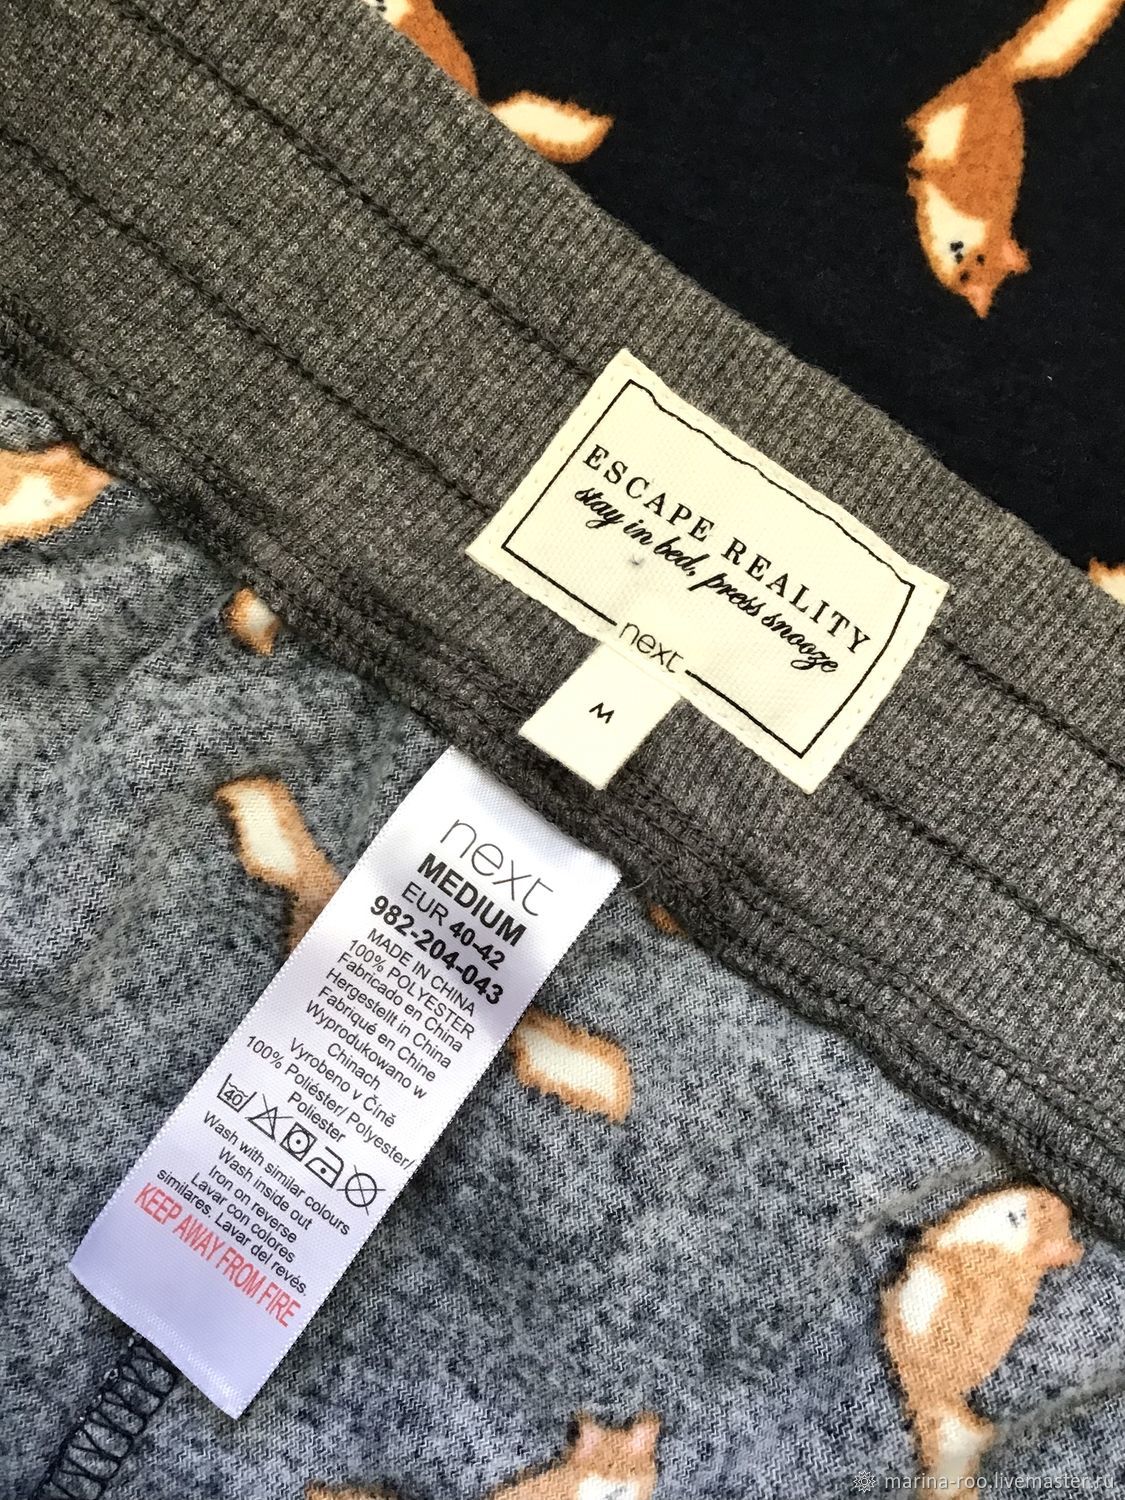 ESCAPE REALITY
stay in bed, press snooze
next
M
next
MEDIUM
EUR 40-42
982-204-043
MADE IN CHINA
100% POLYESTER
Fabricado en China
Hergestellt in China
Fabriqué en Chine
Wyprodukowano w
Chinach
Vyrobeno v Číně
100% Poliéster/ Polyester/
Poliester
40
Wash with similar colours
Wash inside out
Iron on reverse
Lavar con colores
similares. Lavar del revés.
KEEP AWAY FROM FIRE
marina-roo.livemaster.ru